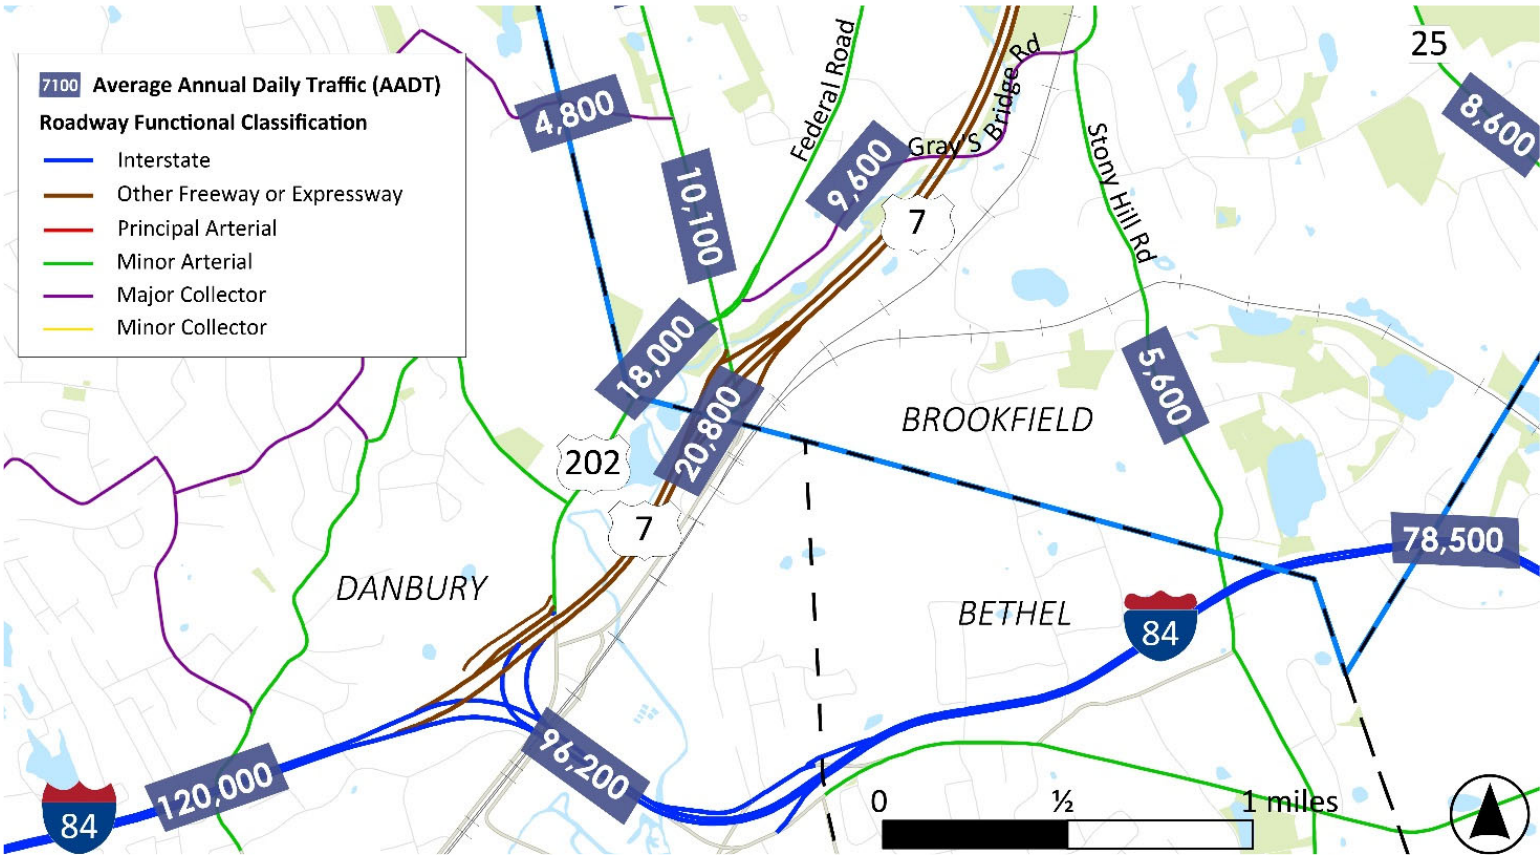 7100 Average Annual Daily Traffic (AADT)
Roadway Functional Classification
Interstate
Other Freeway or Expressway
Principal Arterial
Minor Arterial
Major Collector
Minor Collector
4,800
10,100
Federal Road
9,600
Gray'S Bridge Rd
7
Stony Hill Rd
25
8,600
18,000
20,800
202
7
5,600
BROOKFIELD
DANBURY
BETHEL
84
78,500
96,200
120,000
84
0 ½ 1 miles